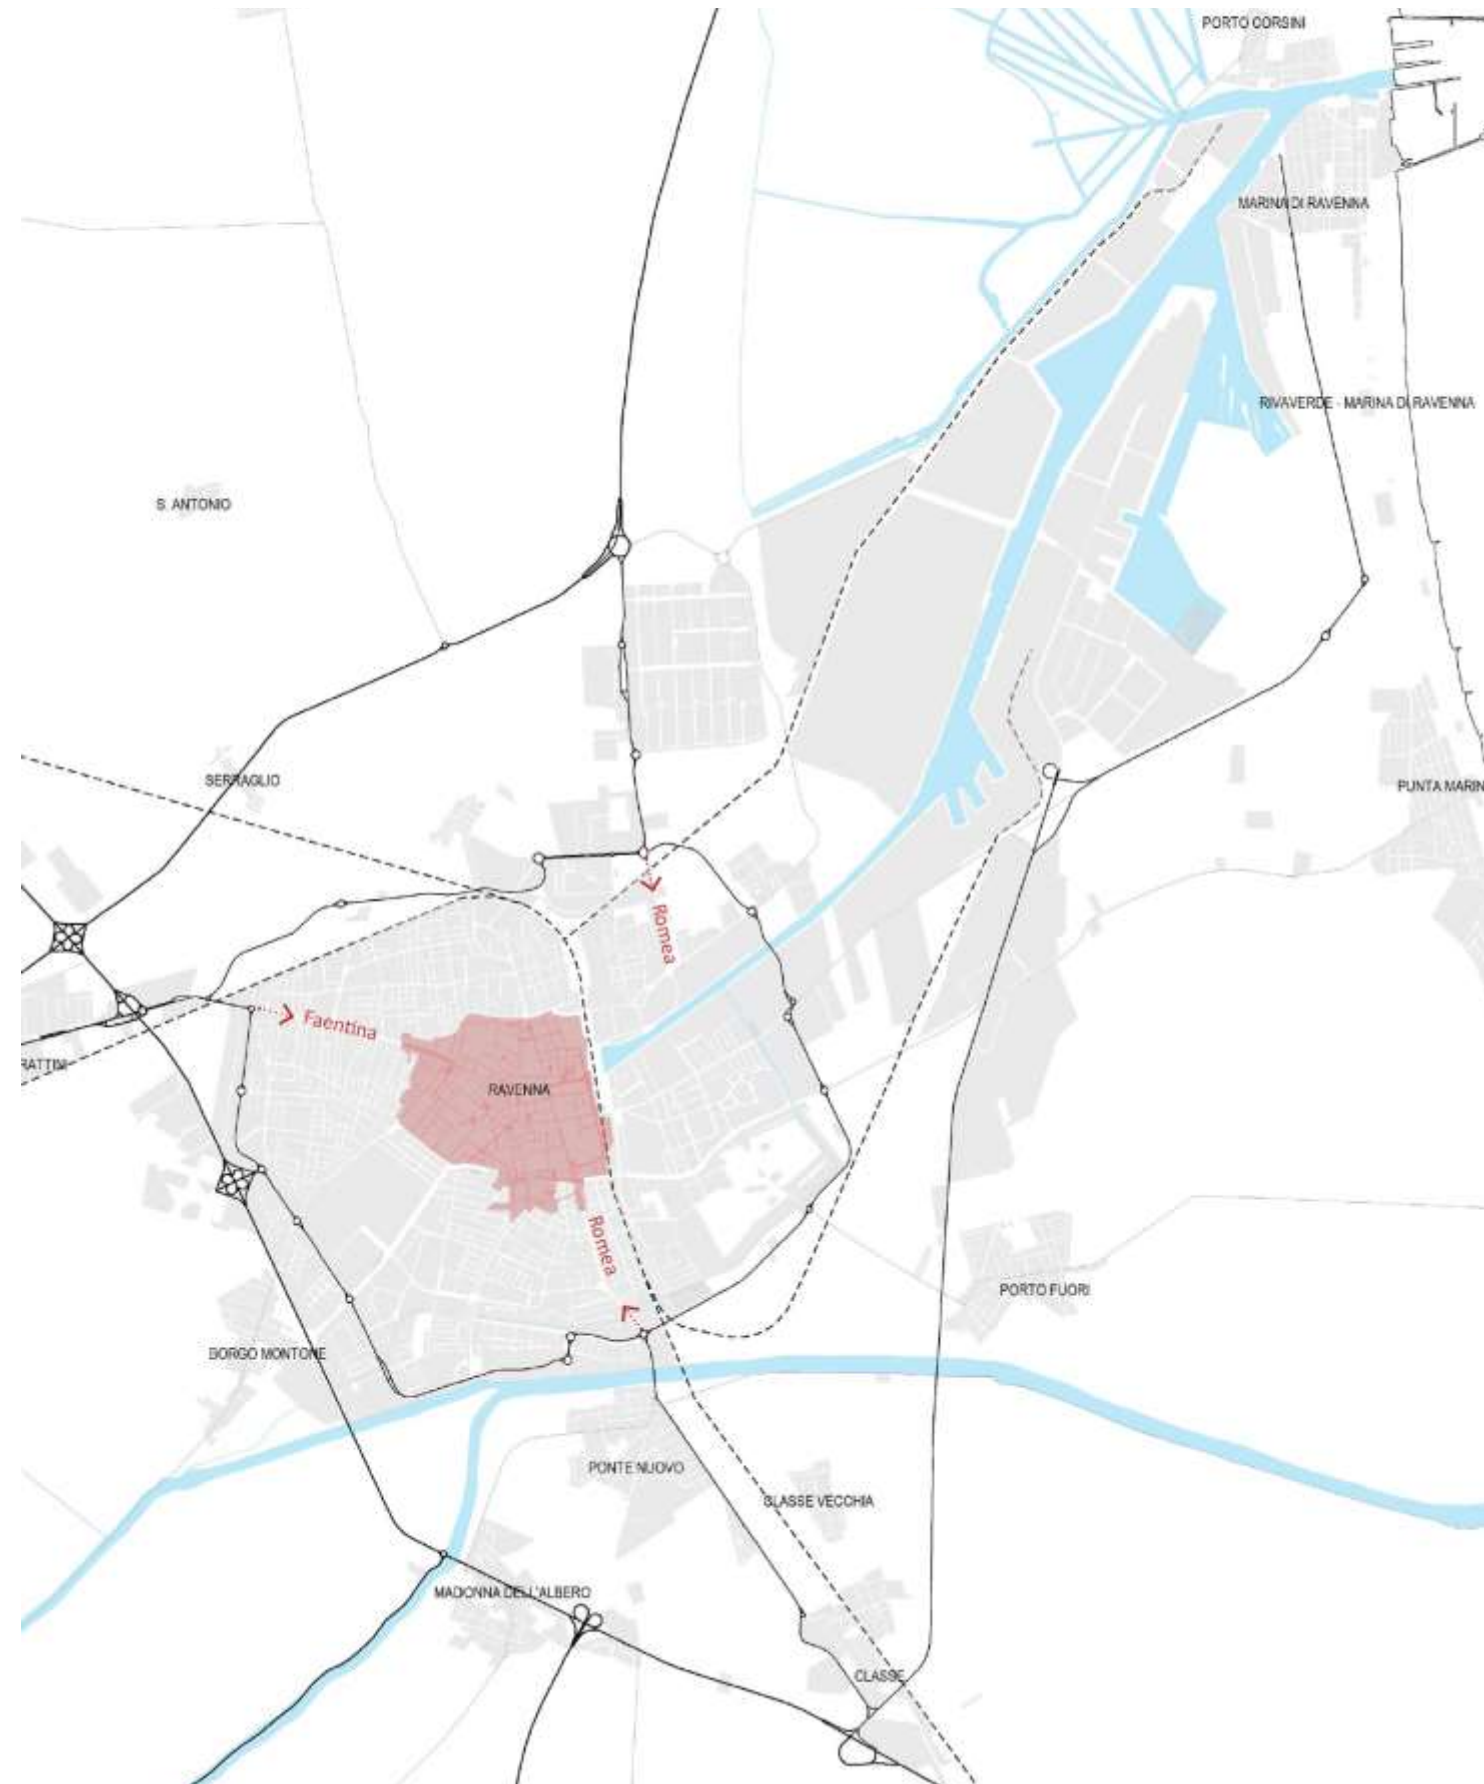 PORTO CORSINI
MARINA DI RAVENNA
RIVAVERDE - MARINA DI RAVENNA
S. ANTONIO
SERRAGLIO
PUNTA MARIN
Romea
Faentina
RATTINI
RAVENNA
Romea
PORTO FUORI
BORGO MONTONE
PONTE NUOVO
CLASSE VECCHIA
MADONNA DELL'ALBERO
CLASSE